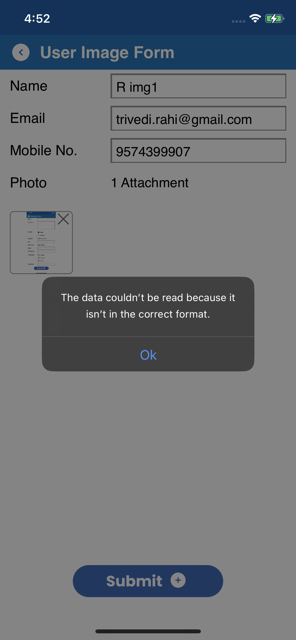 4:52
User Image Form
Name
R img1
Email
trivedi.rahi@gmail.com
Mobile No.
9574399907
Photo
1 Attachment
The data couldn't be read because it
isn't in the correct format.
Ok
Submit